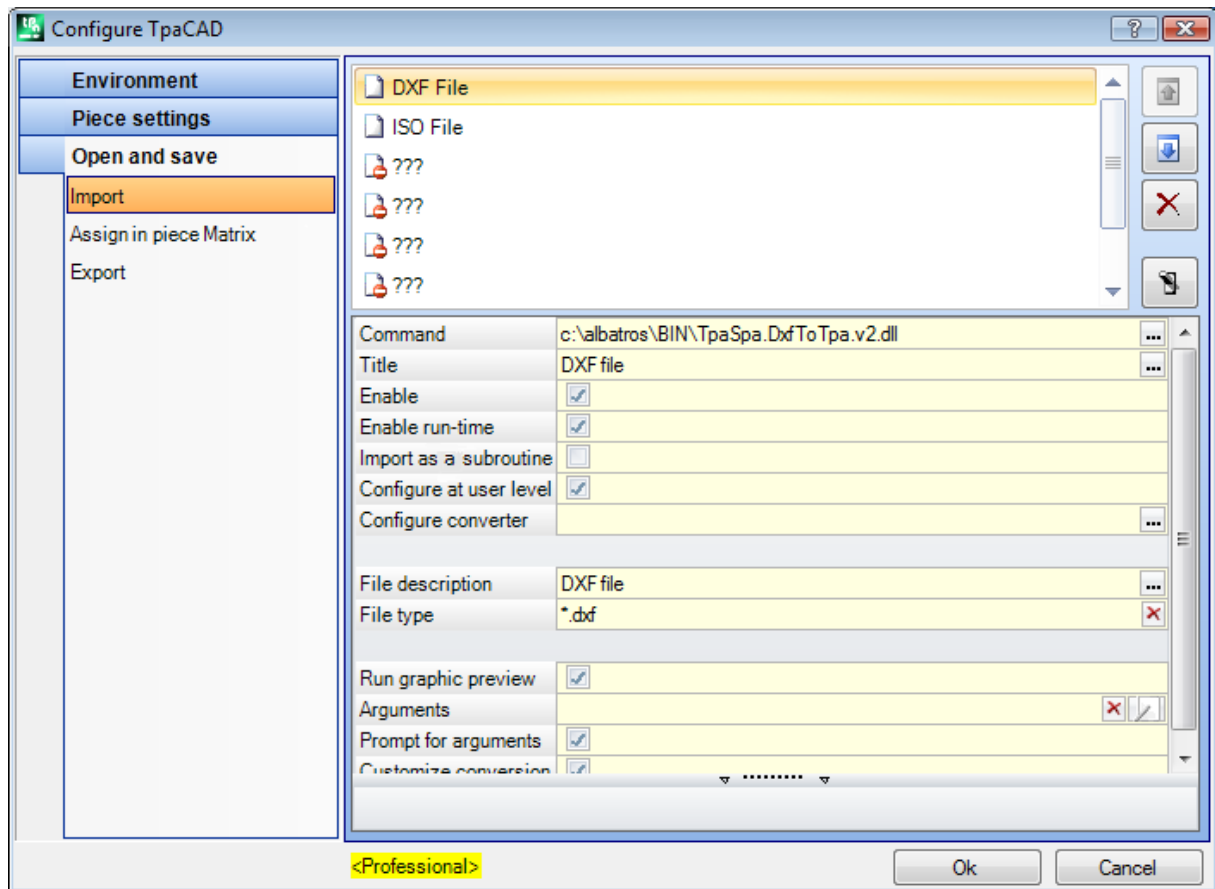 Configure TpaCAD
Environment
Piece settings
Open and save
Import
Assign in piece Matrix
Export
DXF File
ISO File
???
???
???
???
Command c:\albatros\BIN\TpaSpa.DxfToTpa.v2.dll ...
Title DXF file ...
Enable
Enable run-time
Import as a subroutine
Configure at user level
Configure converter ...
File description DXF file ...
File type *.dxf
Run graphic preview
Arguments
Prompt for arguments
Customize conversion
<Professional>
Ok Cancel